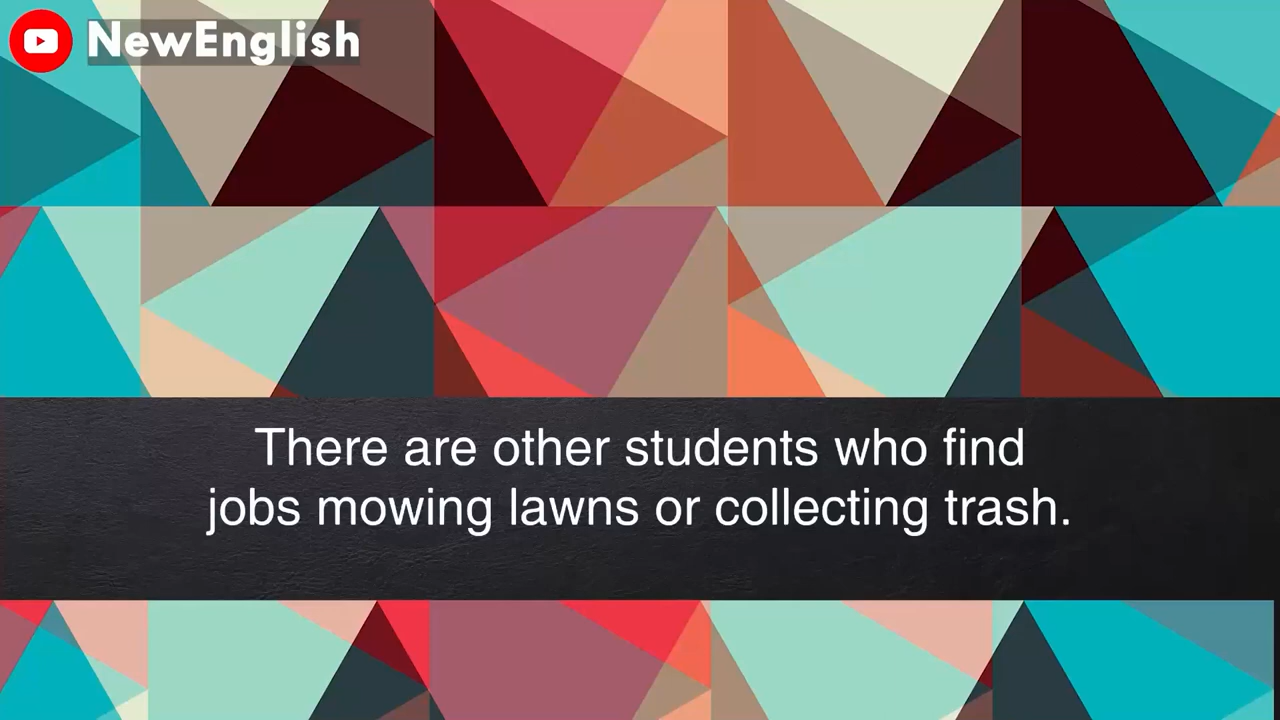 NewEnglish
There are other students who find
jobs mowing lawns or collecting trash.